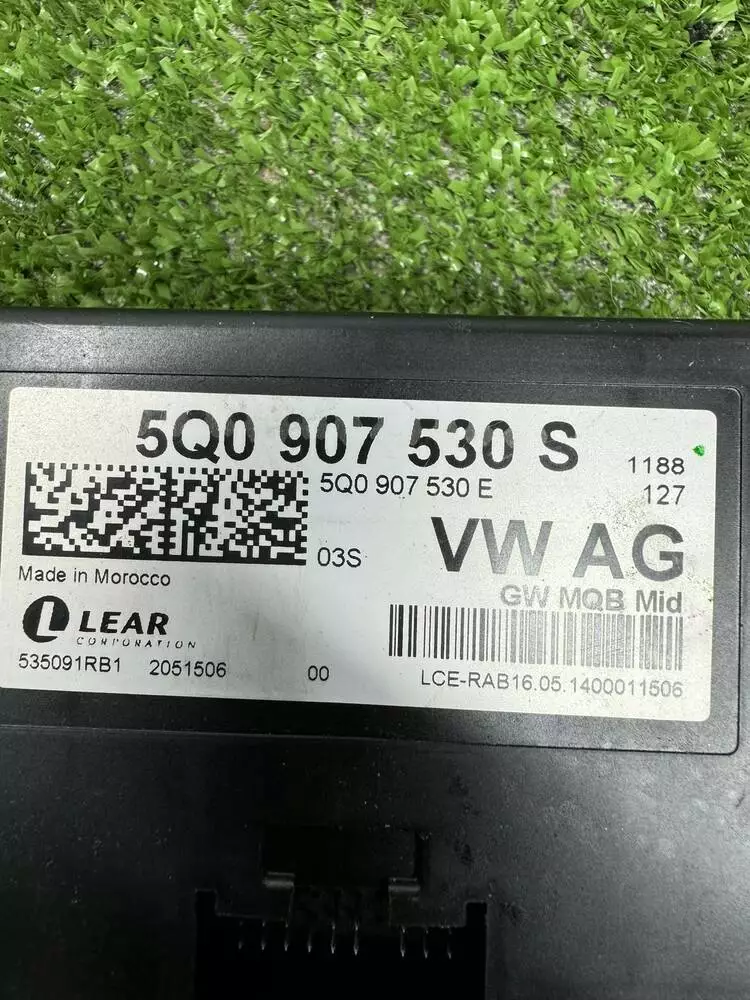 5Q0 907 530 S
1188
5Q0 907 530 E
127
03S
VW AG
Made in Morocco
GW MQB Mid
LEAR
CORPORATION
535091RB1 2051506 00
LCE-RAB16.05.1400011506